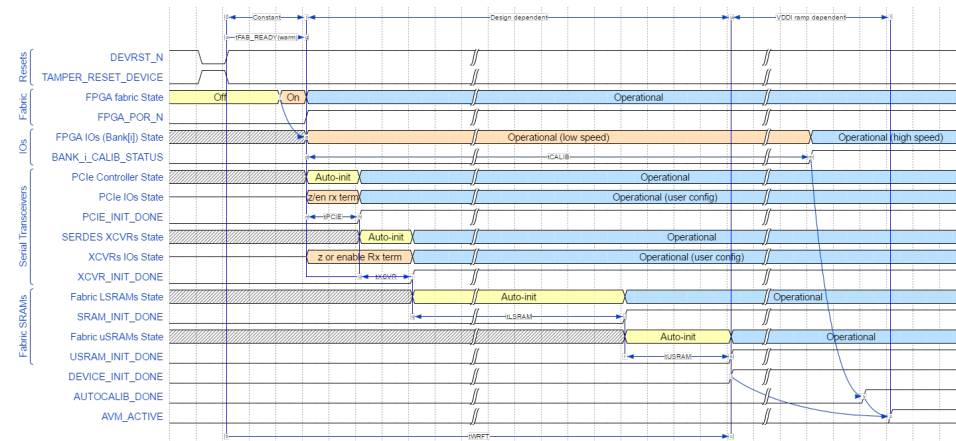 Constant Design dependent VDDI ramp dependent
tFAB_READY(warm)
Resets
DEVRST_N
TAMPER_RESET_DEVICE
Fabric
FPGA fabric State Off On Operational
FPGA_POR_N
IOs
FPGA IOs (Bank[i]) State Operational (low speed) Operational (high speed)
BANK_i_CALIB_STATUS tCALIB
Serial Transceivers
PCIe Controller State Auto-init Operational
PCIe IOs State z/en rx term Operational (user config)
PCIE_INIT_DONE tPCIE
SERDES XCVRs State Auto-init Operational
XCVRs IOs State z or enable Rx term Operational (user config)
XCVR_INIT_DONE tXCVR
Fabric SRAMs
Fabric LSRAMs State Auto-init Operational
SRAM_INIT_DONE tLSRAM
Fabric uSRAMs State Auto-init Operational
USRAM_INIT_DONE tUSRAM
DEVICE_INIT_DONE
AUTOCALIB_DONE
AVM_ACTIVE
tWRFT